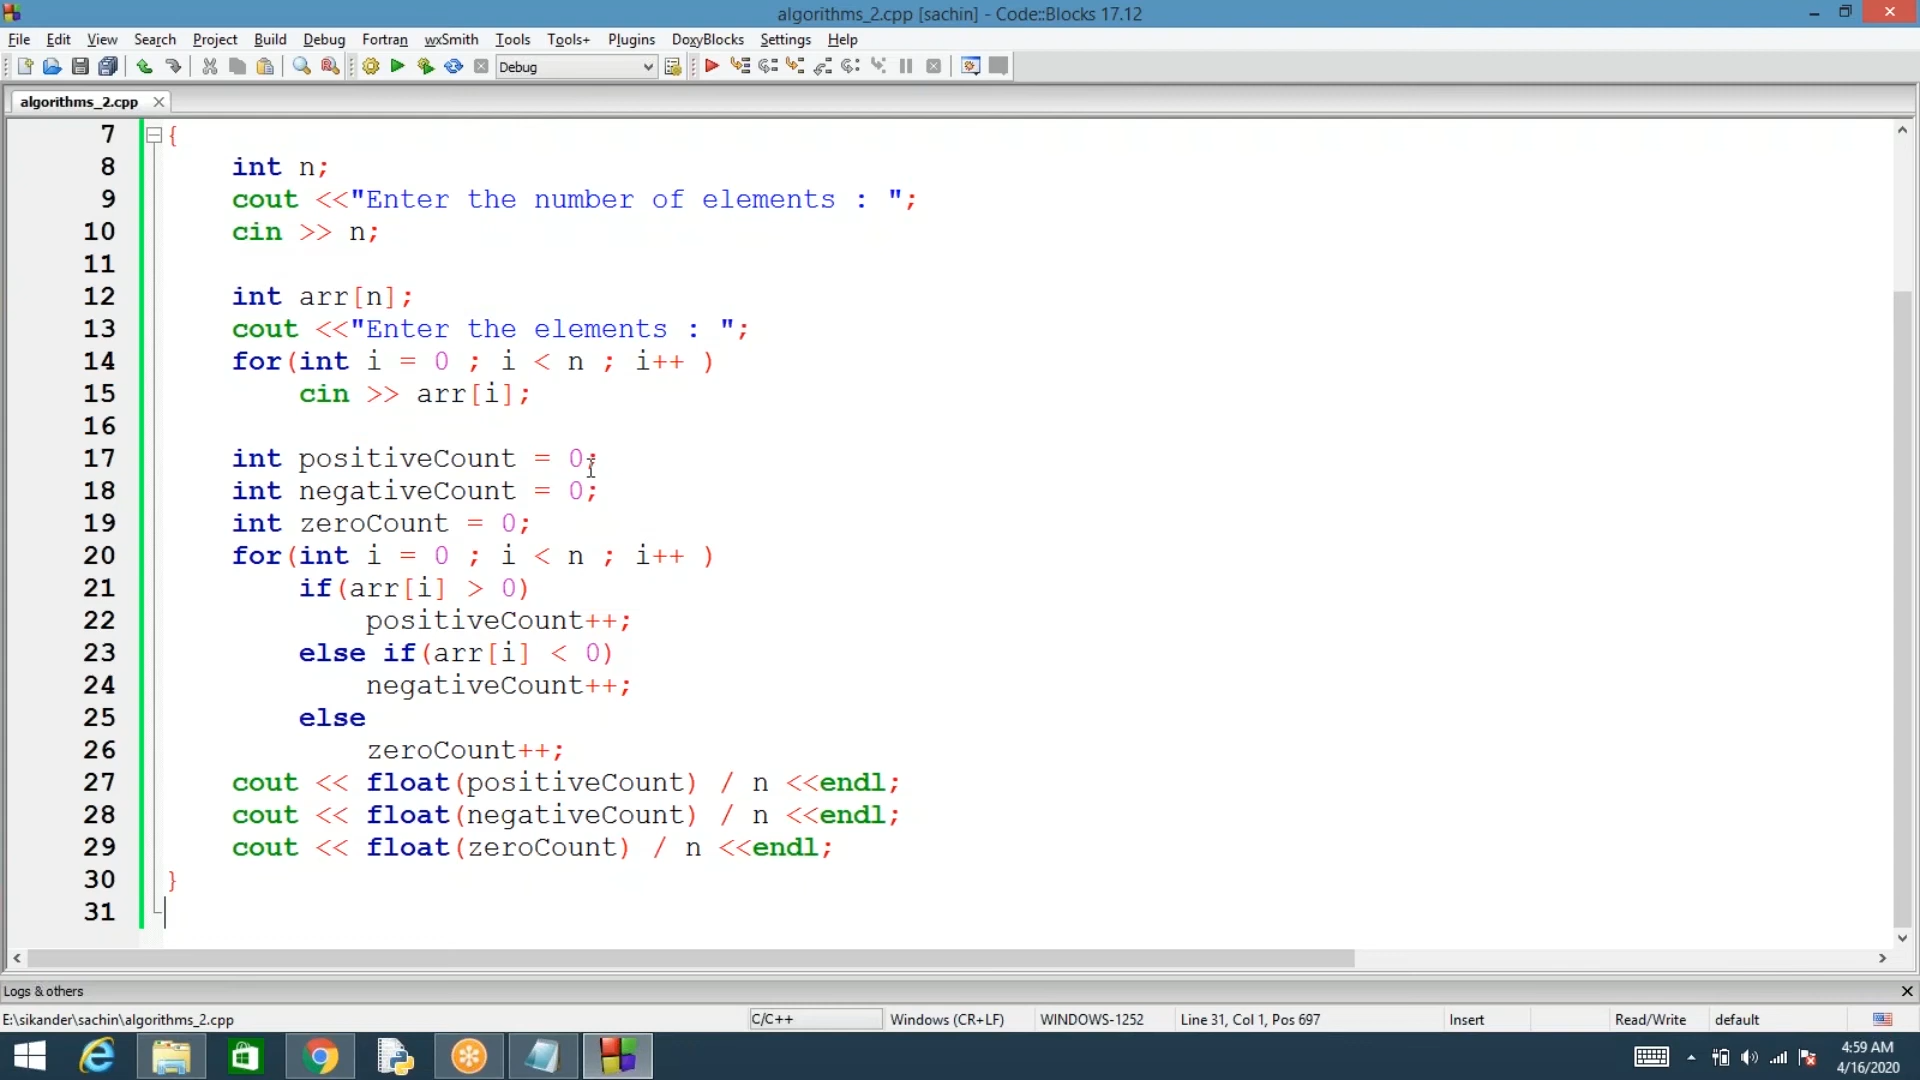 algorithms_2.cpp [sachin] - Code::Blocks 17.12
File Edit View Search Project Build Debug Fortran wxSmith Tools Tools+ Plugins DoxyBlocks Settings Help
Debug
algorithms_2.cpp
7 {
8 int n;
9 cout <<"Enter the number of elements : ";
10 cin >> n;
11
12 int arr[n];
13 cout <<"Enter the elements : ";
14 for(int i = 0 ; i < n ; i++ )
15 cin >> arr[i];
16
17 int positiveCount = 0;
18 int negativeCount = 0;
19 int zeroCount = 0;
20 for(int i = 0 ; i < n ; i++ )
21 if(arr[i] > 0)
22 positiveCount++;
23 else if(arr[i] < 0)
24 negativeCount++;
25 else
26 zeroCount++;
27 cout << float(positiveCount) / n <<endl;
28 cout << float(negativeCount) / n <<endl;
29 cout << float(zeroCount) / n <<endl;
30 }
31
Logs & others
E:\sikander\sachin\algorithms_2.cpp C/C++ Windows (CR+LF) WINDOWS-1252 Line 31, Col 1, Pos 697 Insert Read/Write default
4:59 AM
4/16/2020